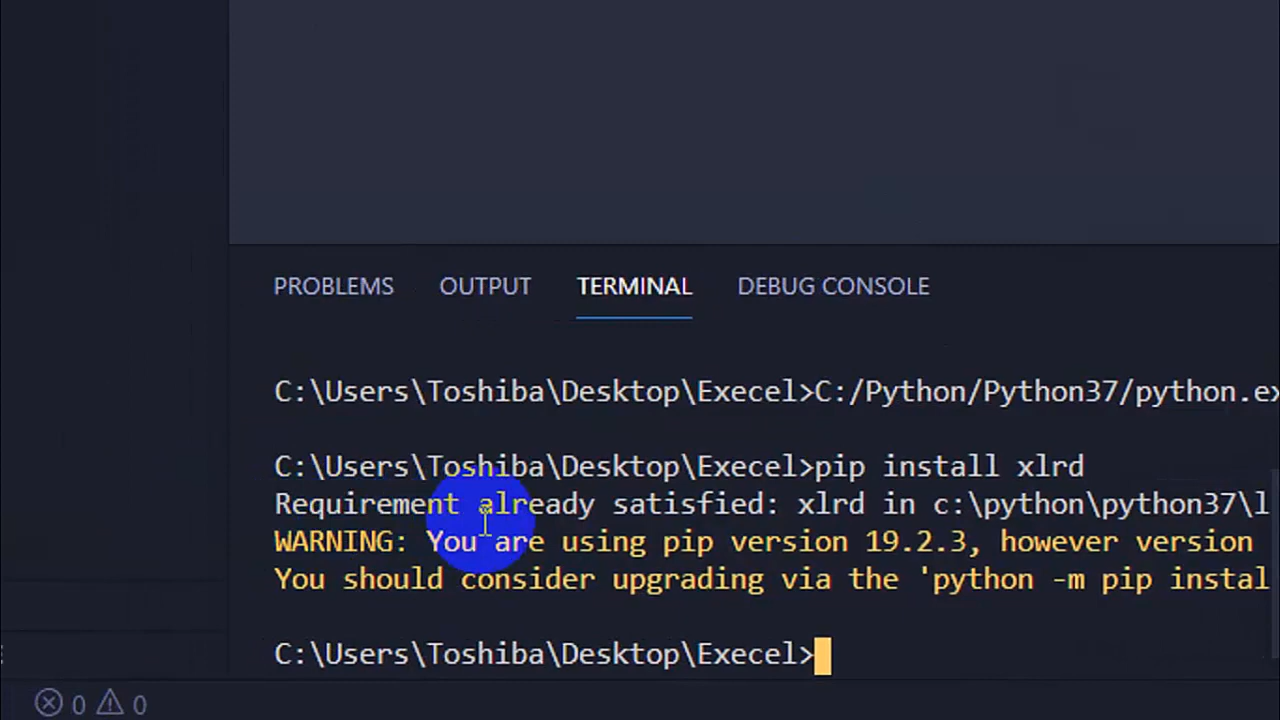 PROBLEMS OUTPUT TERMINAL DEBUG CONSOLE
C:\Users\Toshiba\Desktop\Execel>C:/Python/Python37/python.ex
C:\Users\Toshiba\Desktop\Execel>pip install xlrd
Requirement already satisfied: xlrd in c:\python\python37\l
WARNING: You are using pip version 19.2.3, however version
You should consider upgrading via the 'python -m pip instal
C:\Users\Toshiba\Desktop\Execel>
0 0